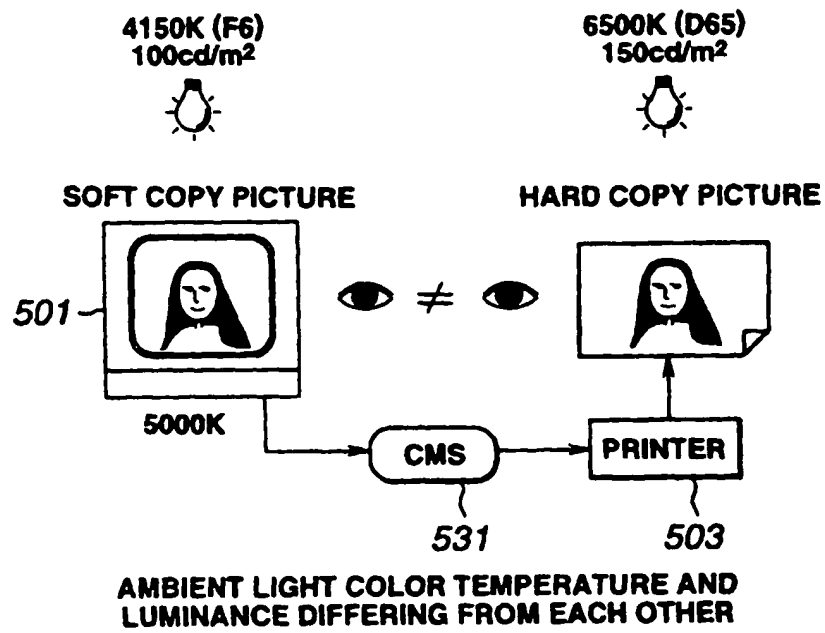 4150K (F6)
100cd/m²
6500K (D65)
150cd/m²
SOFT COPY PICTURE
HARD COPY PICTURE
501
≠
5000K
CMS
PRINTER
531
503
AMBIENT LIGHT COLOR TEMPERATURE AND
LUMINANCE DIFFERING FROM EACH OTHER